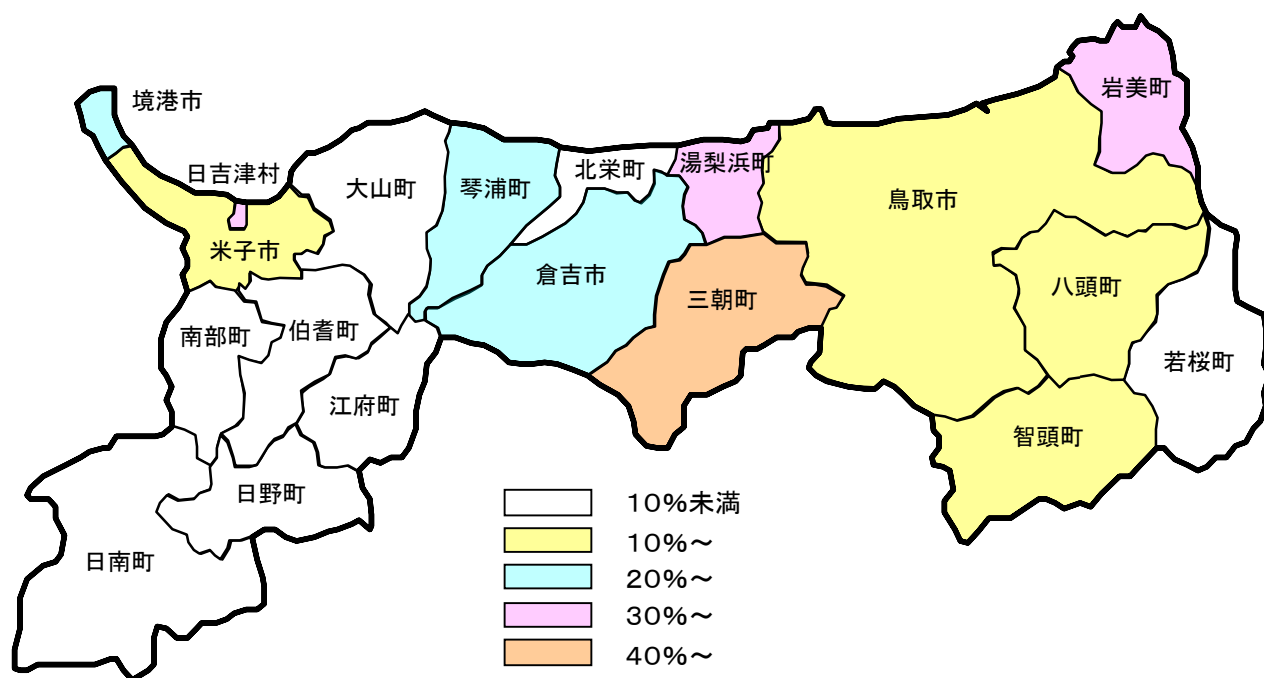 岩美町
境港市
日吉津村
大山町
琴浦町
北栄町
湯梨浜町
鳥取市
米子市
倉吉市
三朝町
八頭町
南部町
伯耆町
若桜町
江府町
智頭町
日野町
日南町
10%未満
10%～
20%～
30%～
40%～